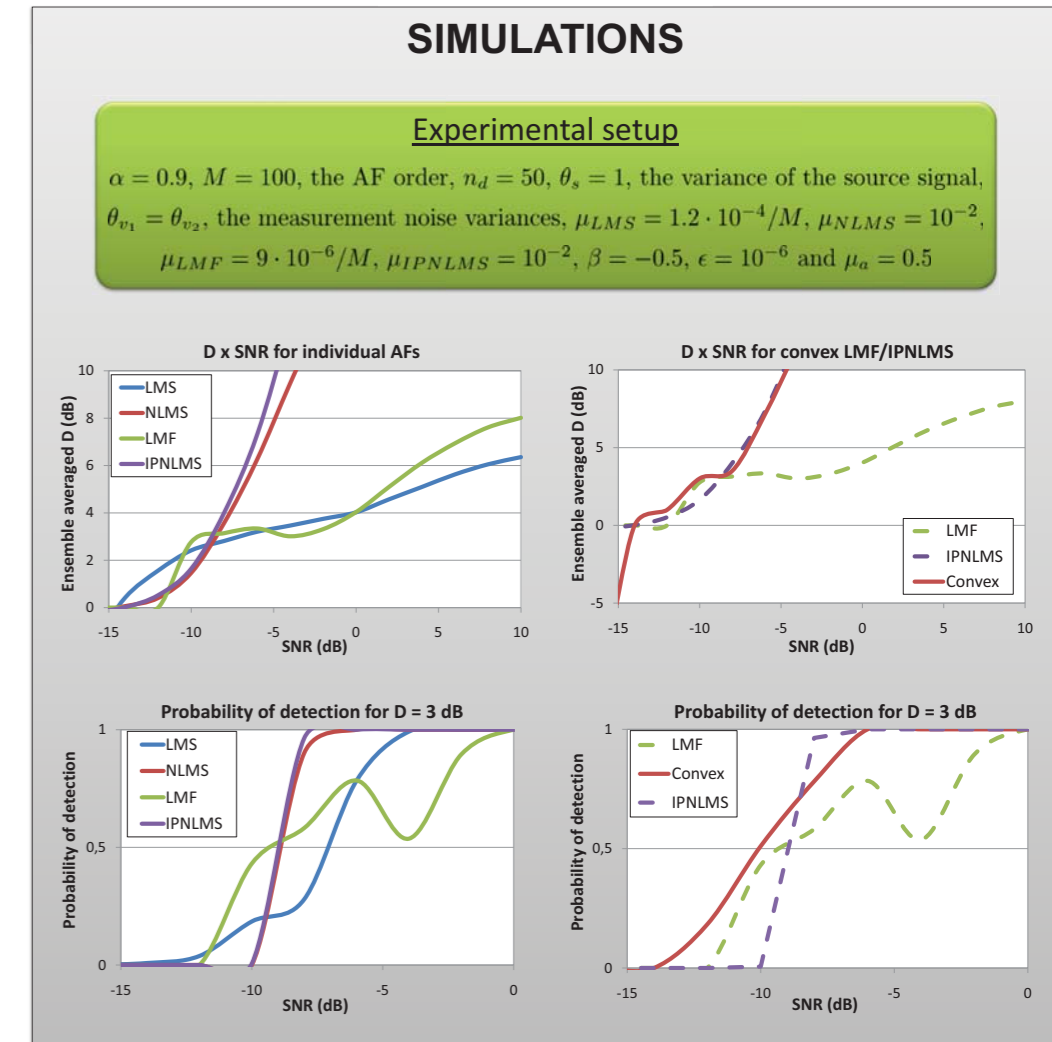 SIMULATIONS
Experimental setup
α = 0.9, M = 100, the AF order, n_d = 50, θ_s = 1, the variance of the source signal,
θ_{v_1} = θ_{v_2}, the measurement noise variances, μ_{LMS} = 1.2 · 10^{-4}/M, μ_{NLMS} = 10^{-2},
μ_{LMF} = 9 · 10^{-6}/M, μ_{IPNLMS} = 10^{-2}, β = −0.5, ϵ = 10^{-6} and μ_a = 0.5
D x SNR for individual AFs
Ensemble averaged D (dB)
10
8
6
4
2
0
LMS
NLMS
LMF
IPNLMS
-15 -10 -5 0 5 10
SNR (dB)
D x SNR for convex LMF/IPNLMS
Ensemble averaged D (dB)
10
5
0
-5
LMF
IPNLMS
Convex
-15 -10 -5 0 5 10
SNR (dB)
Probability of detection for D = 3 dB
Probability of detection
1
0,5
0
LMS
NLMS
LMF
IPNLMS
-15 -10 -5 0
SNR (dB)
Probability of detection for D = 3 dB
Probability of detection
1
0,5
0
LMF
Convex
IPNLMS
-15 -10 -5 0
SNR (dB)